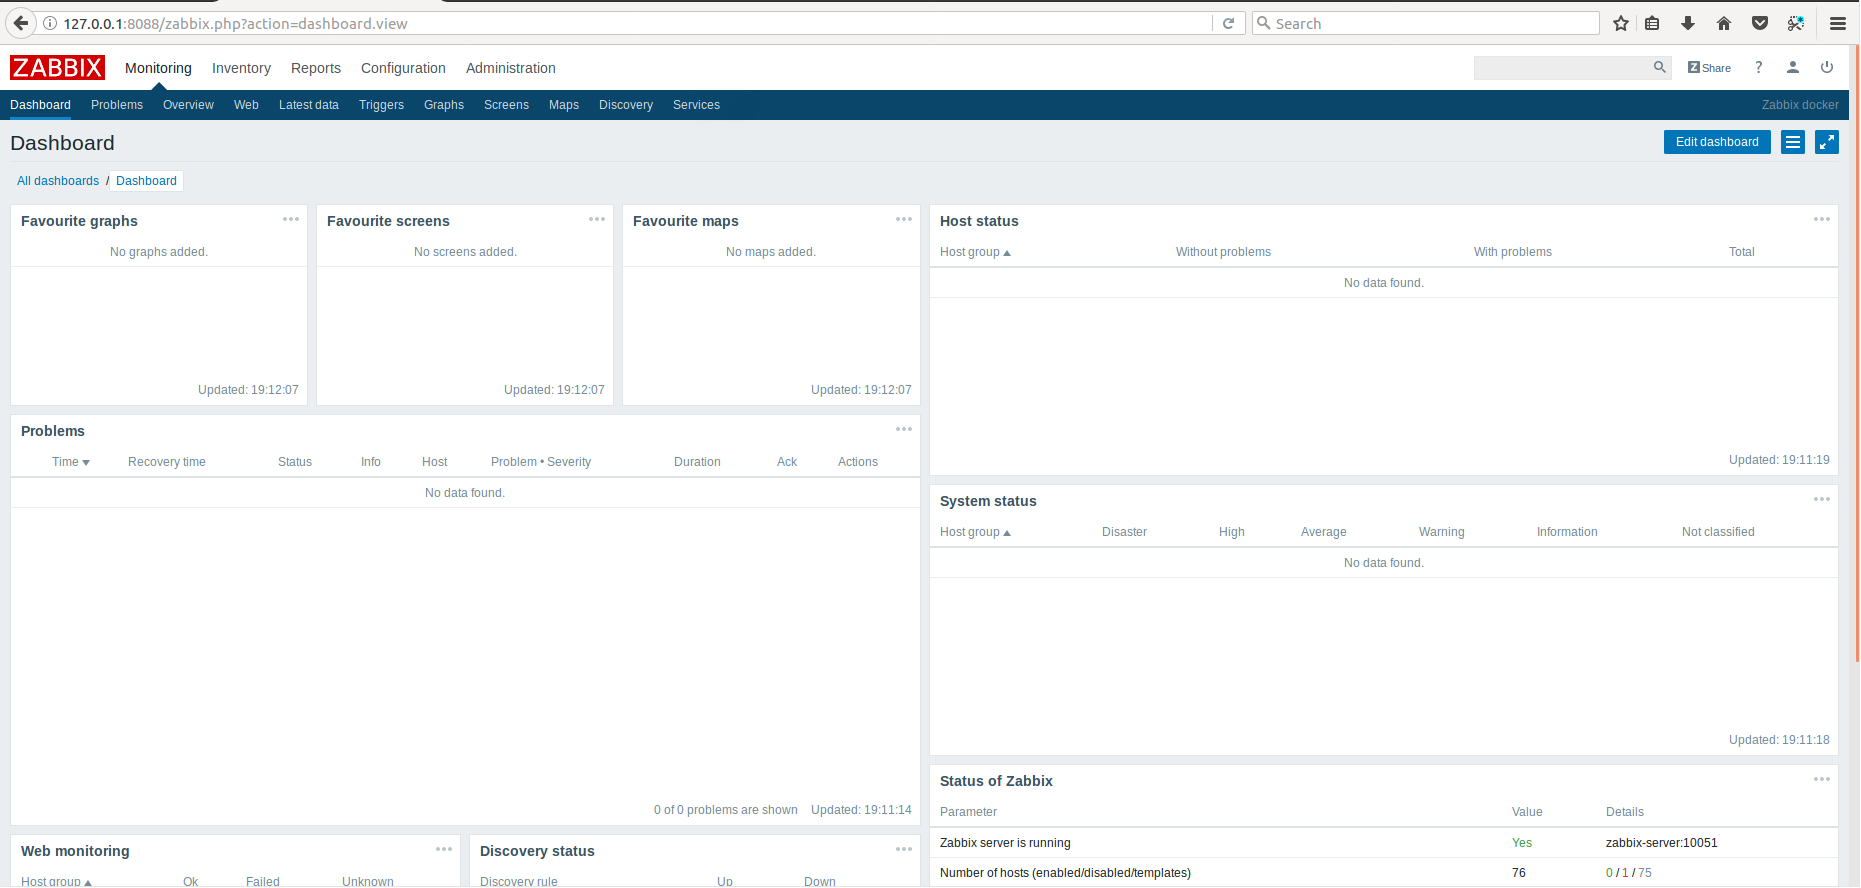 127.0.0.1:8088/zabbix.php?action=dashboard.view
Search
ZABBIX Monitoring Inventory Reports Configuration Administration Z Share ?
Dashboard Problems Overview Web Latest data Triggers Graphs Screens Maps Discovery Services Zabbix docker
Dashboard Edit dashboard
All dashboards / Dashboard
Favourite graphs
No graphs added.
Updated: 19:12:07
Favourite screens
No screens added.
Updated: 19:12:07
Favourite maps
No maps added.
Updated: 19:12:07
Host status
Host group Without problems With problems Total
No data found.
Updated: 19:11:19
Problems
Time Recovery time Status Info Host Problem • Severity Duration Ack Actions
No data found.
0 of 0 problems are shown Updated: 19:11:14
System status
Host group Disaster High Average Warning Information Not classified
No data found.
Updated: 19:11:18
Status of Zabbix
Parameter Value Details
Zabbix server is running Yes zabbix-server:10051
Number of hosts (enabled/disabled/templates) 76 0 / 1 / 75
Web monitoring
Host group Ok Failed Unknown
Discovery status
Discovery rule Up Down